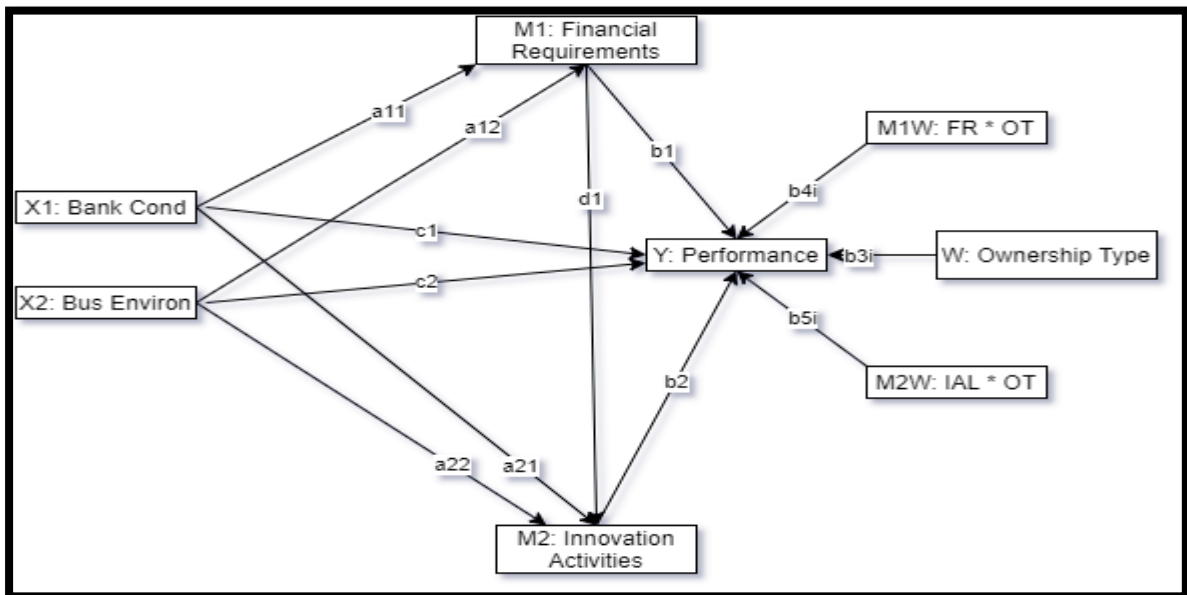 M1: Financial
Requirements
a11
a12
M1W: FR * OT
b1
b4i
d1
X1: Bank Cond
c1
Y: Performance
b3i
W: Ownership Type
X2: Bus Environ
c2
b5i
b2
M2W: IAL * OT
a22
a21
M2: Innovation
Activities